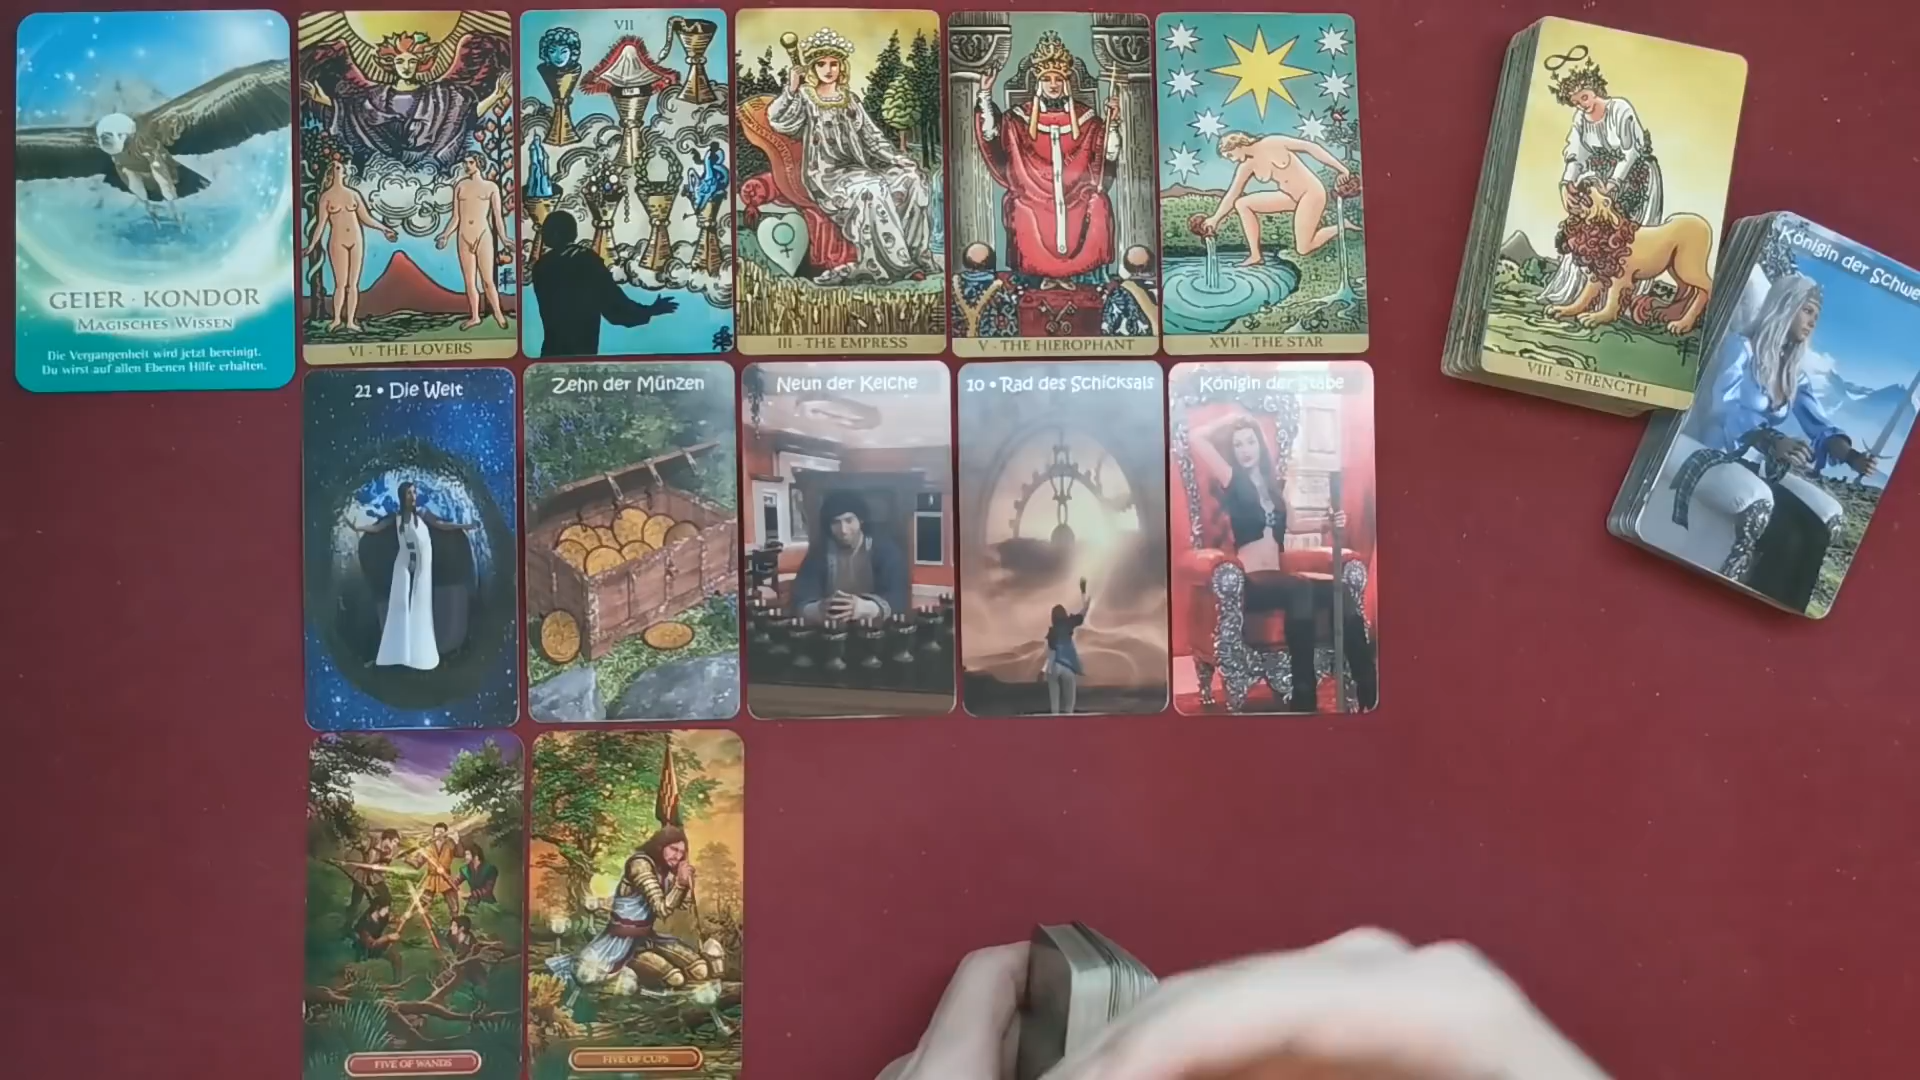 GEIER · KONDOR
MAGISCHES WISSEN
Die Vergangenheit wird jetzt bereinigt.
Du wirst auf allen Ebenen Hilfe erhalten.
VI - THE LOVERS
VII
III - THE EMPRESS
V - THE HIEROPHANT
XVII - THE STAR
VIII - STRENGTH
Königin der Schwe
21 • Die Welt
Zehn der Münzen
Neun der Kelche
10 • Rad des Schicksals
Königin der Stäbe
FIVE OF WANDS
FIVE OF CUPS